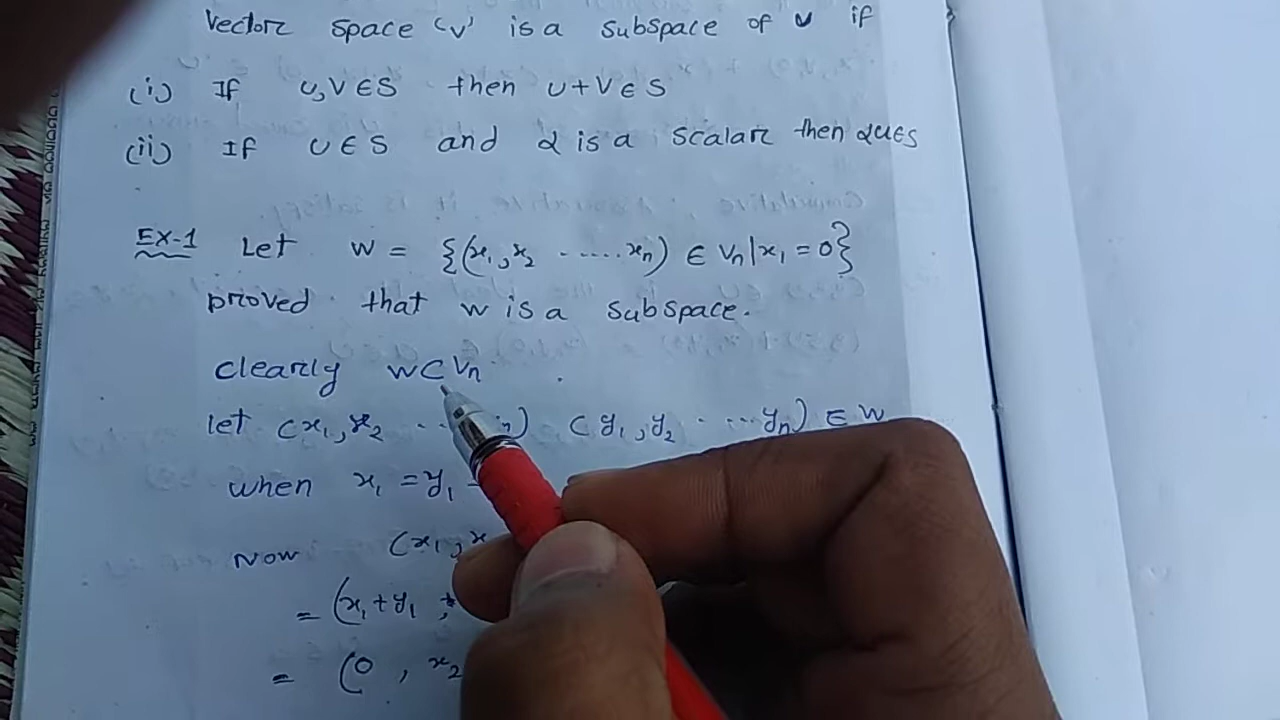 Vector space 'V' is a subspace of V if
(i) If U,V ∈ S then U+V ∈ S
(ii) If U ∈ S and α is a scalar then αu∈S
Ex-1 Let W = {(x₁,x₂ ......xₙ) ∈ Vₙ|x₁=0}
proved that W is a subspace.
clearly W⊂Vₙ
let (x₁,x₂ ... ) (y₁,y₂ .....yₙ) ∈ W
when x₁=y₁
Now (x₁,x
= (x₁+y₁ ,
= (0 , x₂